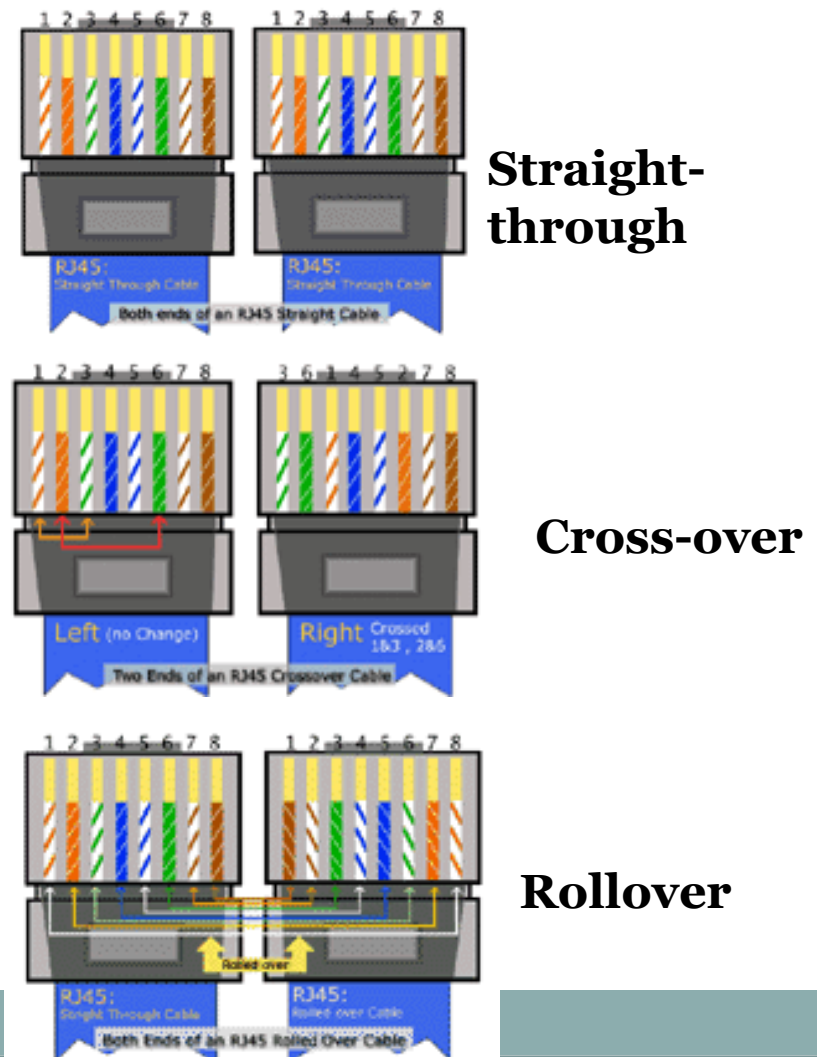 1 2 3 4 5 6 7 8
1 2 3 4 5 6 7 8
Straight-
through
RJ45:
Straight Through Cable
RJ45:
Straight Through Cable
Both ends of an RJ45 Straight Cable
1 2 3 4 5 6 7 8
3 6 1 4 5 2 7 8
Cross-over
Left (no Change)
Right Crossed
1&3 , 2&6
Two Ends of an RJ45 Crossover Cable
1 2 3 4 5 6 7 8
1 2 3 4 5 6 7 8
Rollover
Rolled over
RJ45:
Straight Through Cable
RJ45:
Rolled over Cable
Both Ends of an RJ45 Rolled Over Cable